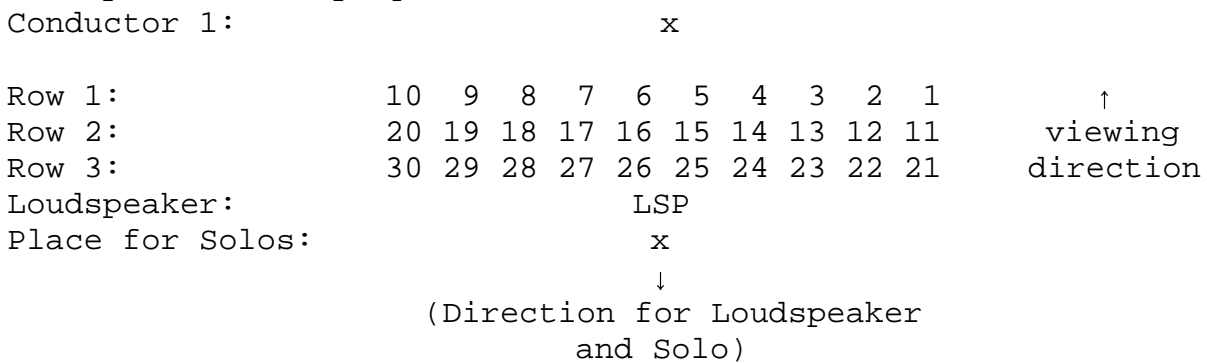 Conductor 1: x
Row 1: 10 9 8 7 6 5 4 3 2 1 ↑
Row 2: 20 19 18 17 16 15 14 13 12 11 viewing
Row 3: 30 29 28 27 26 25 24 23 22 21 direction
Loudspeaker: LSP
Place for Solos: x
↓
(Direction for Loudspeaker
and Solo)